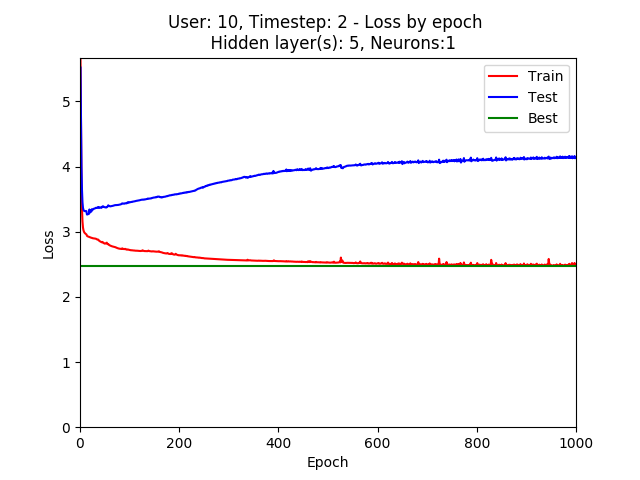 User: 10, Timestep: 2 - Loss by epoch
Hidden layer(s): 5, Neurons:1
Train
Test
Best
5
4
3
2
1
0
Loss
0
200
400
600
800
1000
Epoch